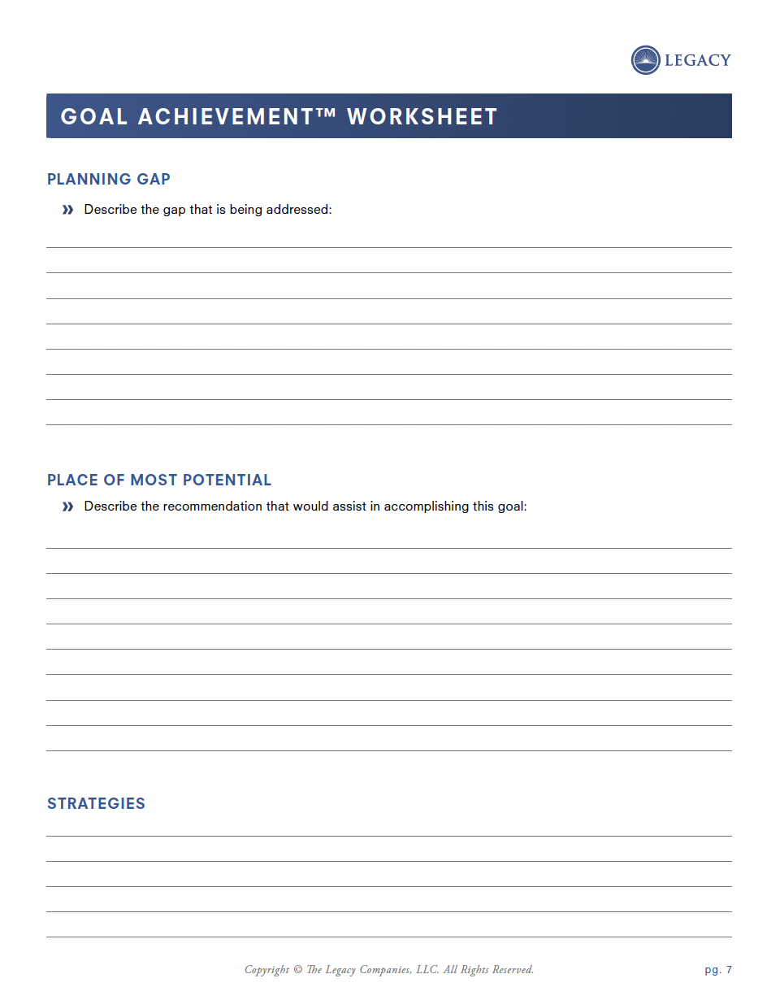 LEGACY
GOAL ACHIEVEMENT™ WORKSHEET
PLANNING GAP
» Describe the gap that is being addressed:
PLACE OF MOST POTENTIAL
» Describe the recommendation that would assist in accomplishing this goal:
STRATEGIES
Copyright © The Legacy Companies, LLC. All Rights Reserved.
pg. 7